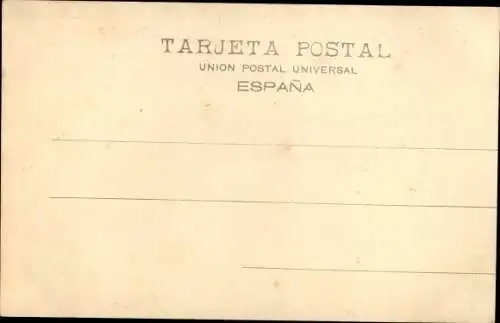 TARJETA POSTAL
UNION POSTAL UNIVERSAL
ESPAÑA